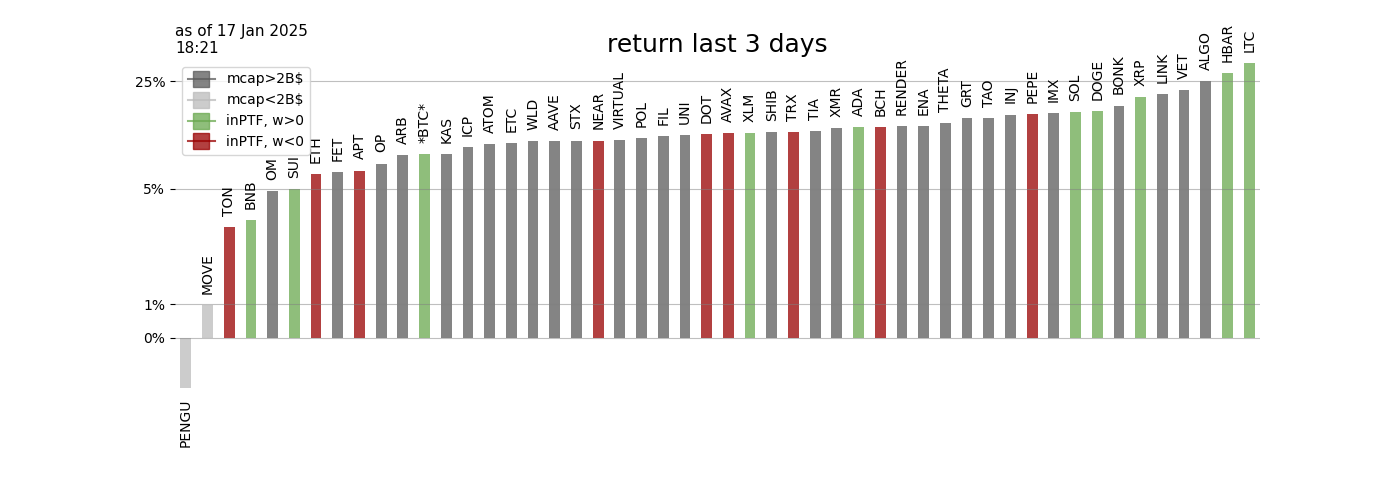 as of 17 Jan 2025
18:21
return last 3 days
mcap>2B$
mcap<2B$
inPTF, w>0
inPTF, w<0
25%
5%
1%
0%
PENGU
MOVE
TON
BNB
OM
SUI
ETH
FET
APT
OP
ARB
*BTC*
KAS
ICP
ATOM
ETC
WLD
AAVE
STX
NEAR
VIRTUAL
POL
FIL
UNI
DOT
AVAX
XLM
SHIB
TRX
TIA
XMR
ADA
BCH
RENDER
ENA
THETA
GRT
TAO
INJ
PEPE
IMX
SOL
DOGE
BONK
XRP
LINK
VET
ALGO
HBAR
LTC